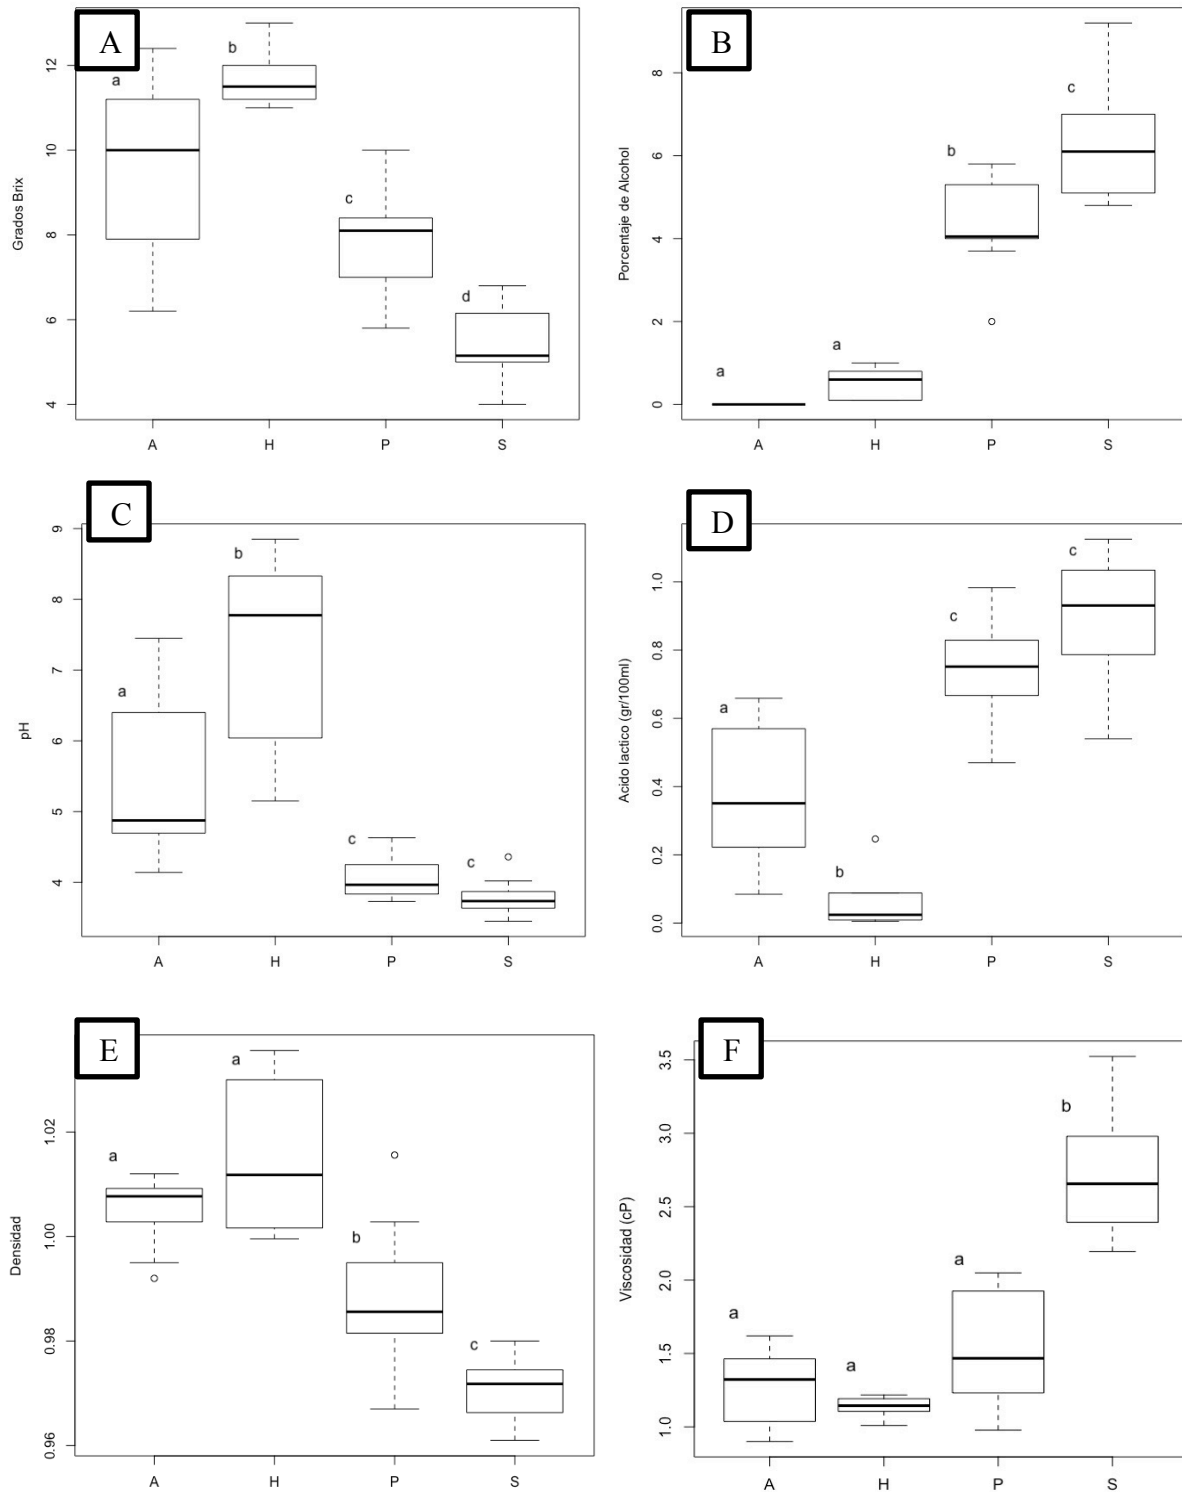 A
Grados Brix
12
10
8
6
4
a
b
c
d
A H P S
B
Porcentaje de Alcohol
8
6
4
2
0
a
a
b
c
A H P S
C
pH
9
8
7
6
5
4
a
b
c
c
A H P S
D
Acido lactico (gr/100ml)
1.0
0.8
0.6
0.4
0.2
0.0
a
b
c
c
A H P S
E
Densidad
1.02
1.00
0.98
0.96
a
a
b
c
A H P S
F
Viscosidad (cP)
3.5
3.0
2.5
2.0
1.5
1.0
a
a
a
b
A H P S